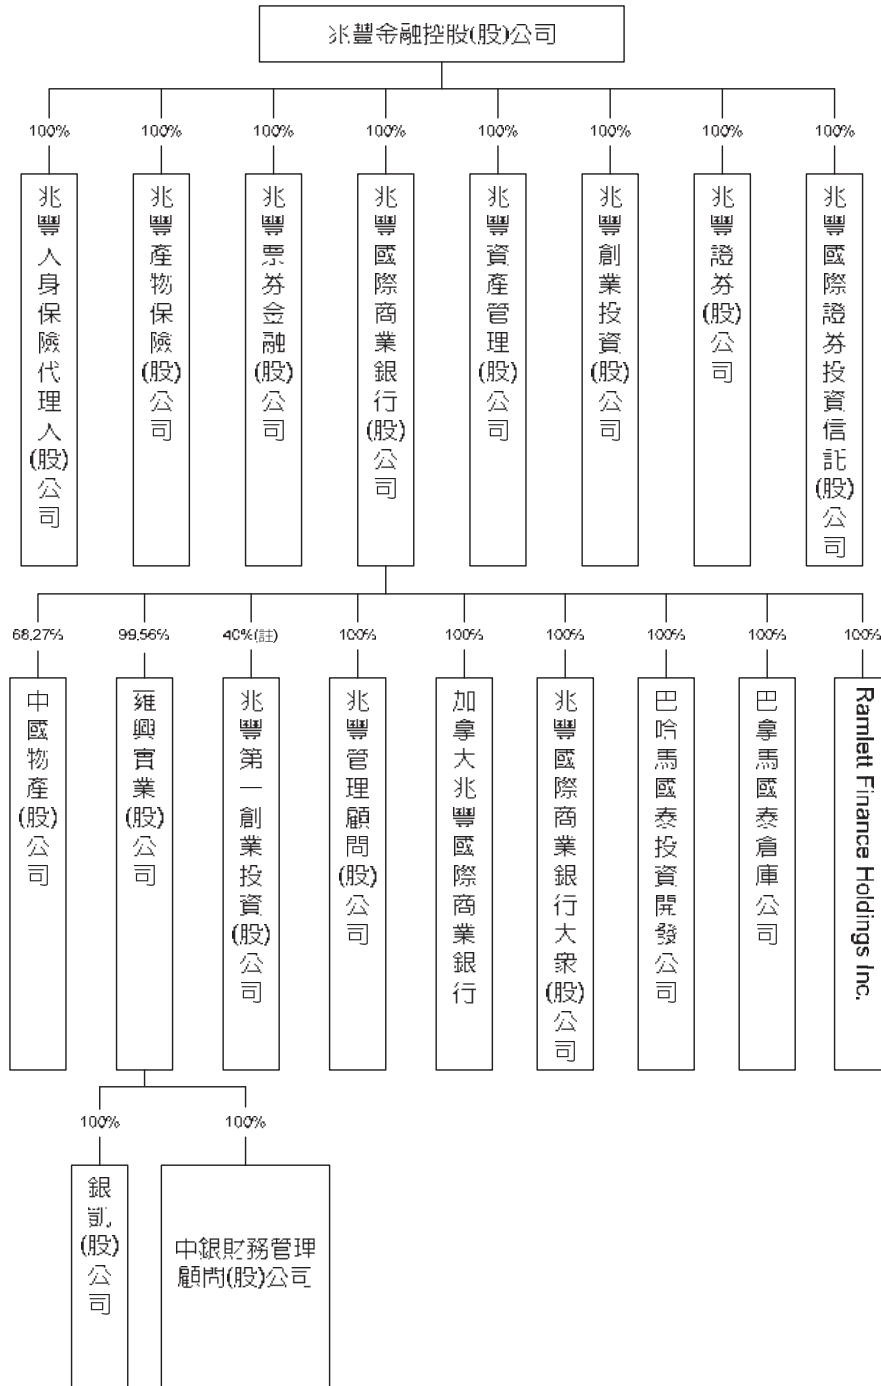 兆豐金融控股(股)公司
100%
100%
100%
100%
100%
100%
100%
100%
兆豐人身保險代理人(股)公司
兆豐產物保險(股)公司
兆豐票券金融(股)公司
兆豐國際商業銀行(股)公司
兆豐資產管理(股)公司
兆豐創業投資(股)公司
兆豐證券(股)公司
兆豐國際證券投資信託(股)公司
68.27%
99.56%
40%(註)
100%
100%
100%
100%
100%
100%
中國物產(股)公司
雍興實業(股)公司
兆豐第一創業投資(股)公司
兆豐管理顧問(股)公司
加拿大兆豐國際商業銀行
兆豐國際商業銀行大衆(股)公司
巴哈馬國泰投資開發公司
巴拿馬國泰倉庫公司
Ramlett Finance Holdings Inc.
100%
100%
銀凱(股)公司
中銀財務管理
顧問(股)公司